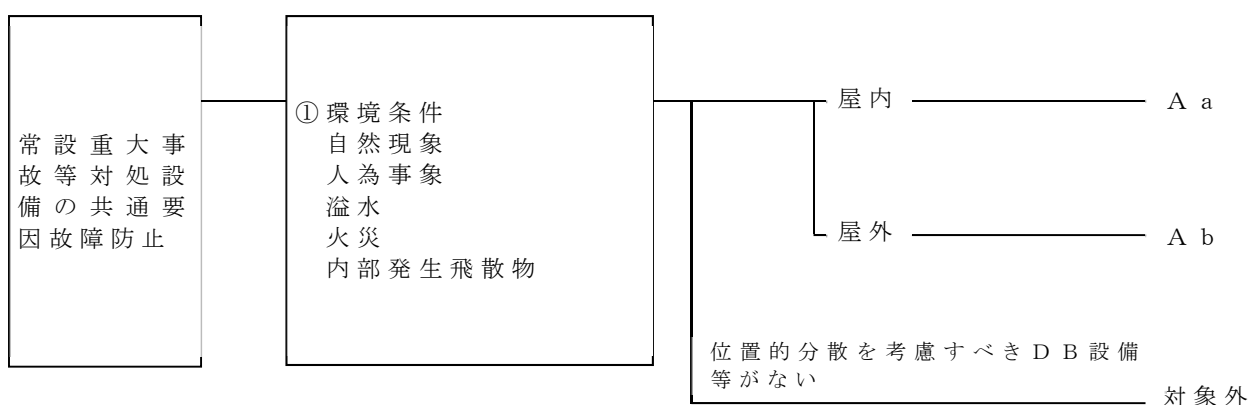 常設重大事
故等対処設
備の共通要
因故障防止
①環境条件
自然現象
人為事象
溢水
火災
内部発生飛散物
屋内
Aa
屋外
Ab
位置的分散を考慮すべきDB設備
等がない
対象外